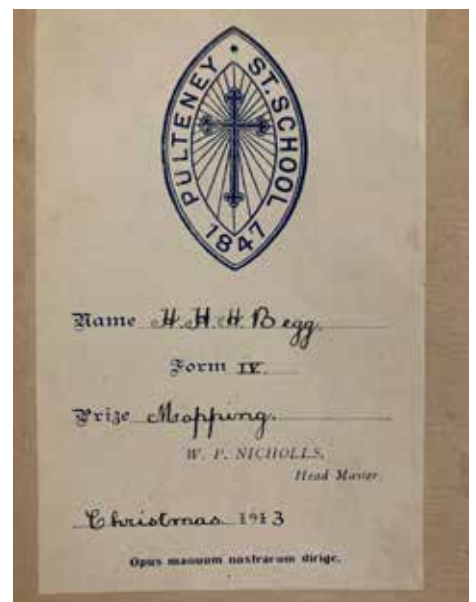 PULTENEY ST. SCHOOL
1847
Name H. H. H. Begg.
Form IV.
Prize Mapping.
W. P. NICHOLLS,
Head Master.
Christmas 1913
Opus manuum nostrarum dirige.